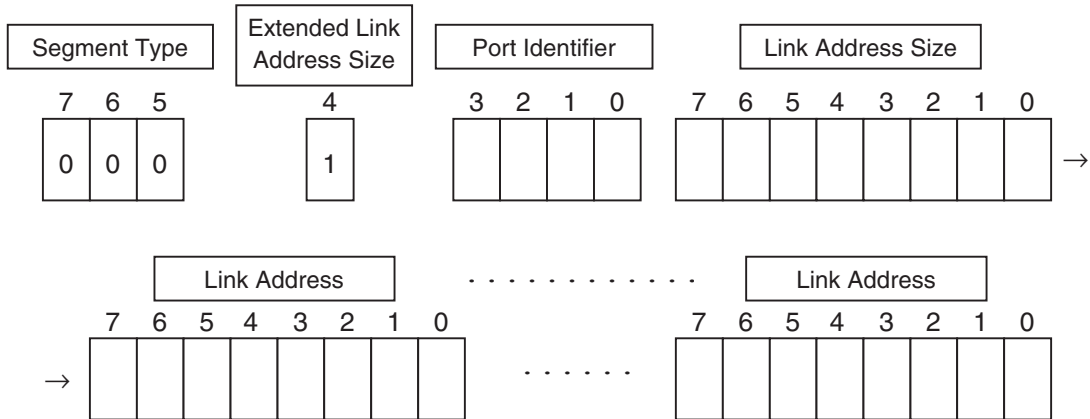 Segment Type
Extended Link
Address Size
Port Identifier
Link Address Size
7 6 5
4
3 2 1 0
7 6 5 4 3 2 1 0
0 0 0
1
→
Link Address
. . . . . . . . . . . .
Link Address
7 6 5 4 3 2 1 0
7 6 5 4 3 2 1 0
→
. . . . . .